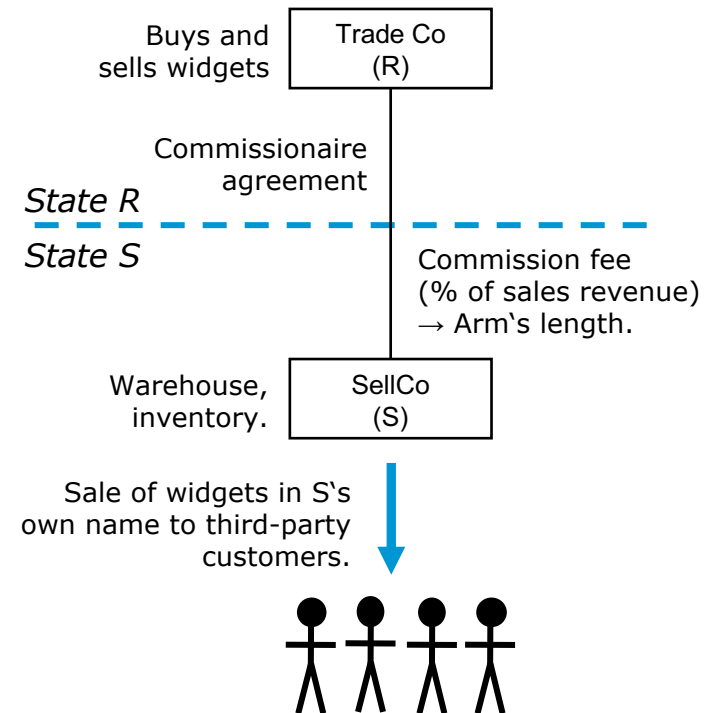 Buys and
sells widgets
Trade Co
(R)
Commissionaire
agreement
State R
State S
Commission fee
(% of sales revenue)
→ Arm‘s length.
Warehouse,
inventory.
SellCo
(S)
Sale of widgets in S‘s
own name to third-party
customers.